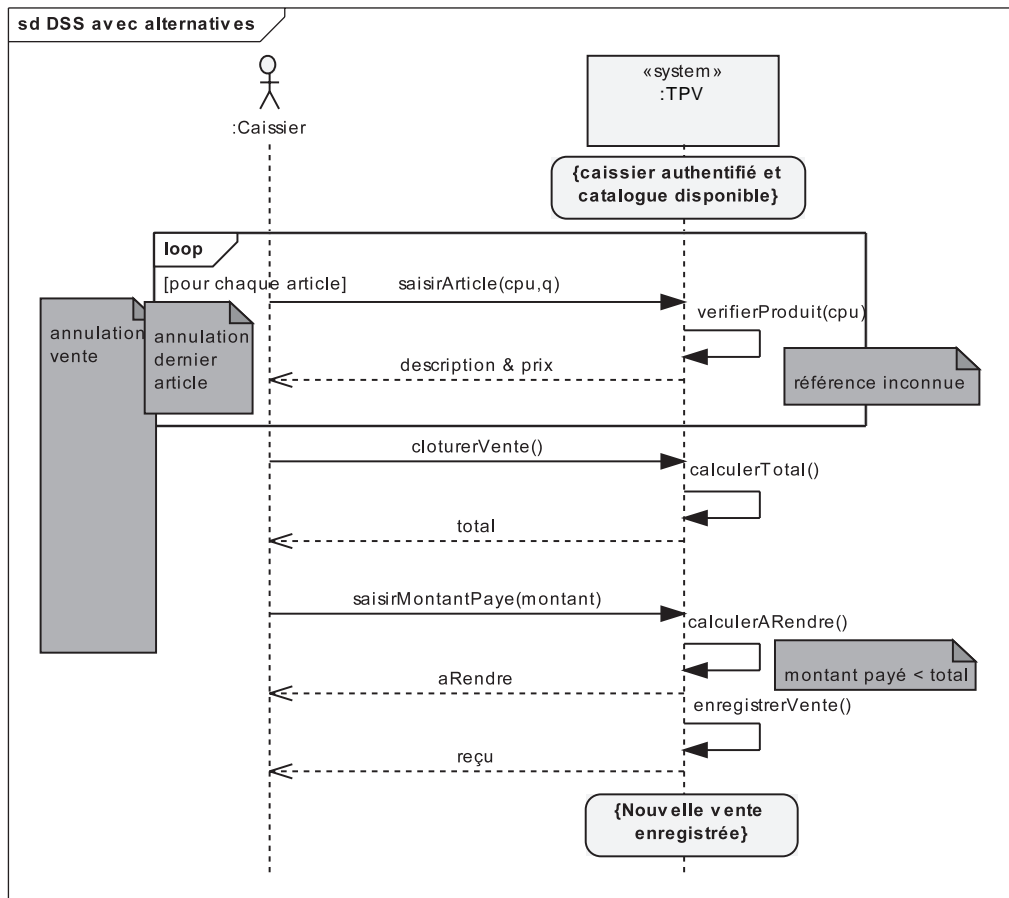 sd DSS avec alternatives
«system»
:TPV
:Caissier
{caissier authentifié et
catalogue disponible}
loop
[pour chaque article]
saisirArticle(cpu,q)
verifierProduit(cpu)
annulation
vente
annulation
dernier
article
description & prix
référence inconnue
cloturerVente()
calculerTotal()
total
saisirMontantPaye(montant)
calculerARendre()
montant payé < total
aRendre
enregistrerVente()
reçu
{Nouvelle vente
enregistrée}